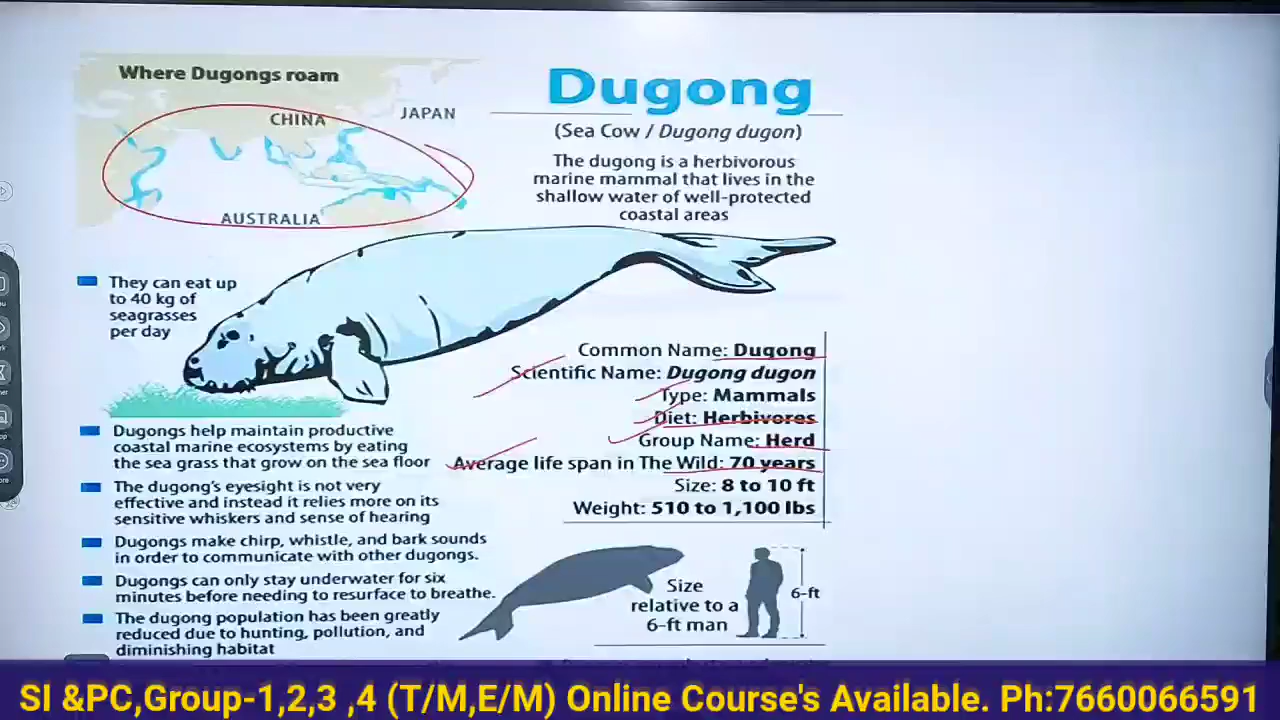 Where Dugongs roam
CHINA
JAPAN
AUSTRALIA
Dugong
(Sea Cow / Dugong dugon)
The dugong is a herbivorous
marine mammal that lives in the
shallow water of well-protected
coastal areas
They can eat up
to 40 kg of
seagrasses
per day
Common Name: Dugong
Scientific Name: Dugong dugon
Type: Mammals
Diet: Herbivores
Group Name: Herd
Average life span in The Wild: 70 years
Size: 8 to 10 ft
Weight: 510 to 1,100 lbs
Dugongs help maintain productive
coastal marine ecosystems by eating
the sea grass that grow on the sea floor
The dugong's eyesight is not very
effective and instead it relies more on its
sensitive whiskers and sense of hearing
Dugongs make chirp, whistle, and bark sounds
in order to communicate with other dugongs.
Dugongs can only stay underwater for six
minutes before needing to resurface to breathe.
The dugong population has been greatly
reduced due to hunting, pollution, and
diminishing habitat
Size
relative to a
6-ft man
6-ft
SI &PC,Group-1,2,3 ,4 (T/M,E/M) Online Course's Available. Ph:7660066591